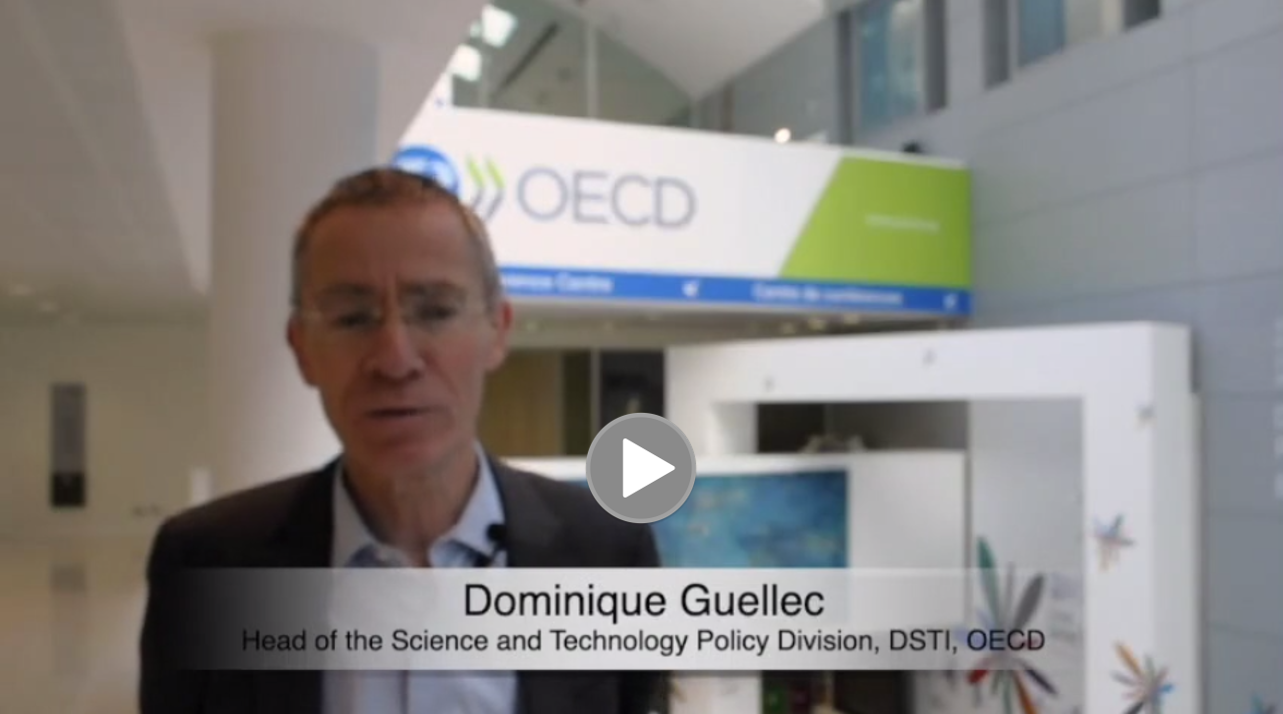 OECD
Centre de conférences
Dominique Guellec
Head of the Science and Technology Policy Division, DSTI, OECD